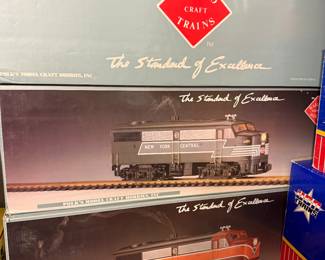 CRAFT
TRAINS
TM
The Standard of Excellence
POLK'S MODEL CRAFT HOBBIES, INC.
The Standard of Excellence
NEW YORK CENTRAL
POLK'S MODEL CRAFT HOBBIES, INC.
The Standard of Excellence